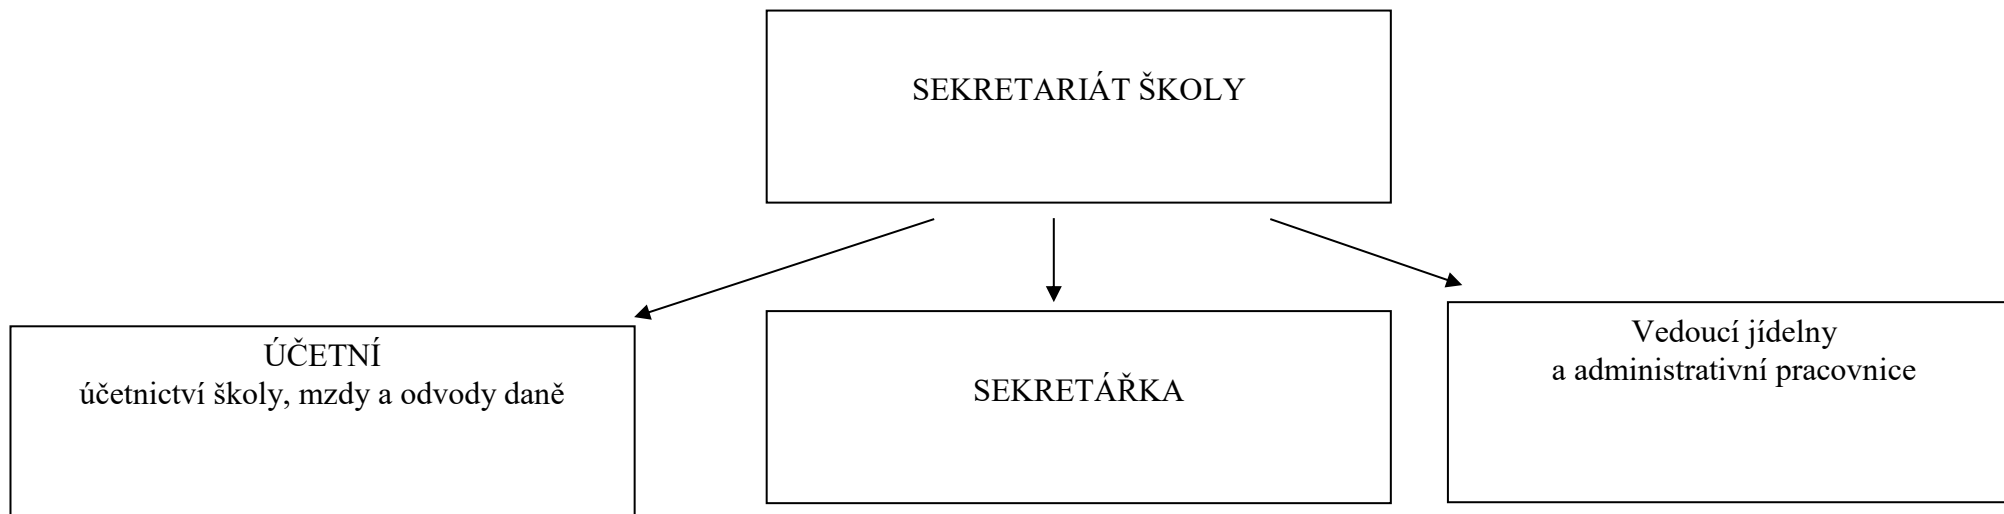 SEKRETARIÁT ŠKOLY
ÚČETNÍ
účetnictví školy, mzdy a odvody daně
SEKRETÁŘKA
Vedoucí jídelny
a administrativní pracovnice